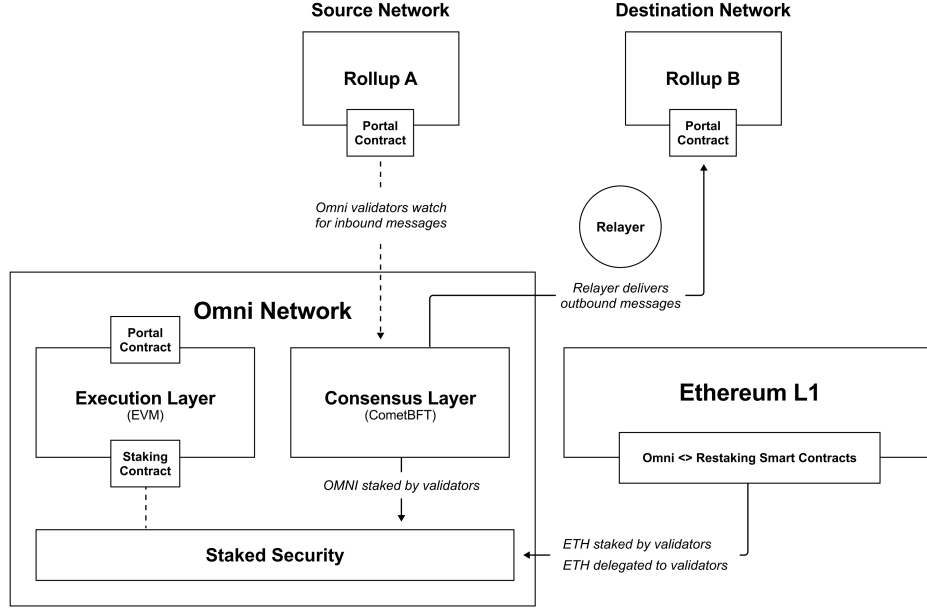 Source Network
Destination Network
Rollup A
Rollup B
Portal
Contract
Portal
Contract
Omni validators watch
for inbound messages
Relayer
Relayer delivers
outbound messages
Omni Network
Portal
Contract
Execution Layer
(EVM)
Staking
Contract
Consensus Layer
(CometBFT)
Ethereum L1
Omni <> Restaking Smart Contracts
OMNI staked by validators
Staked Security
ETH staked by validators
ETH delegated to validators